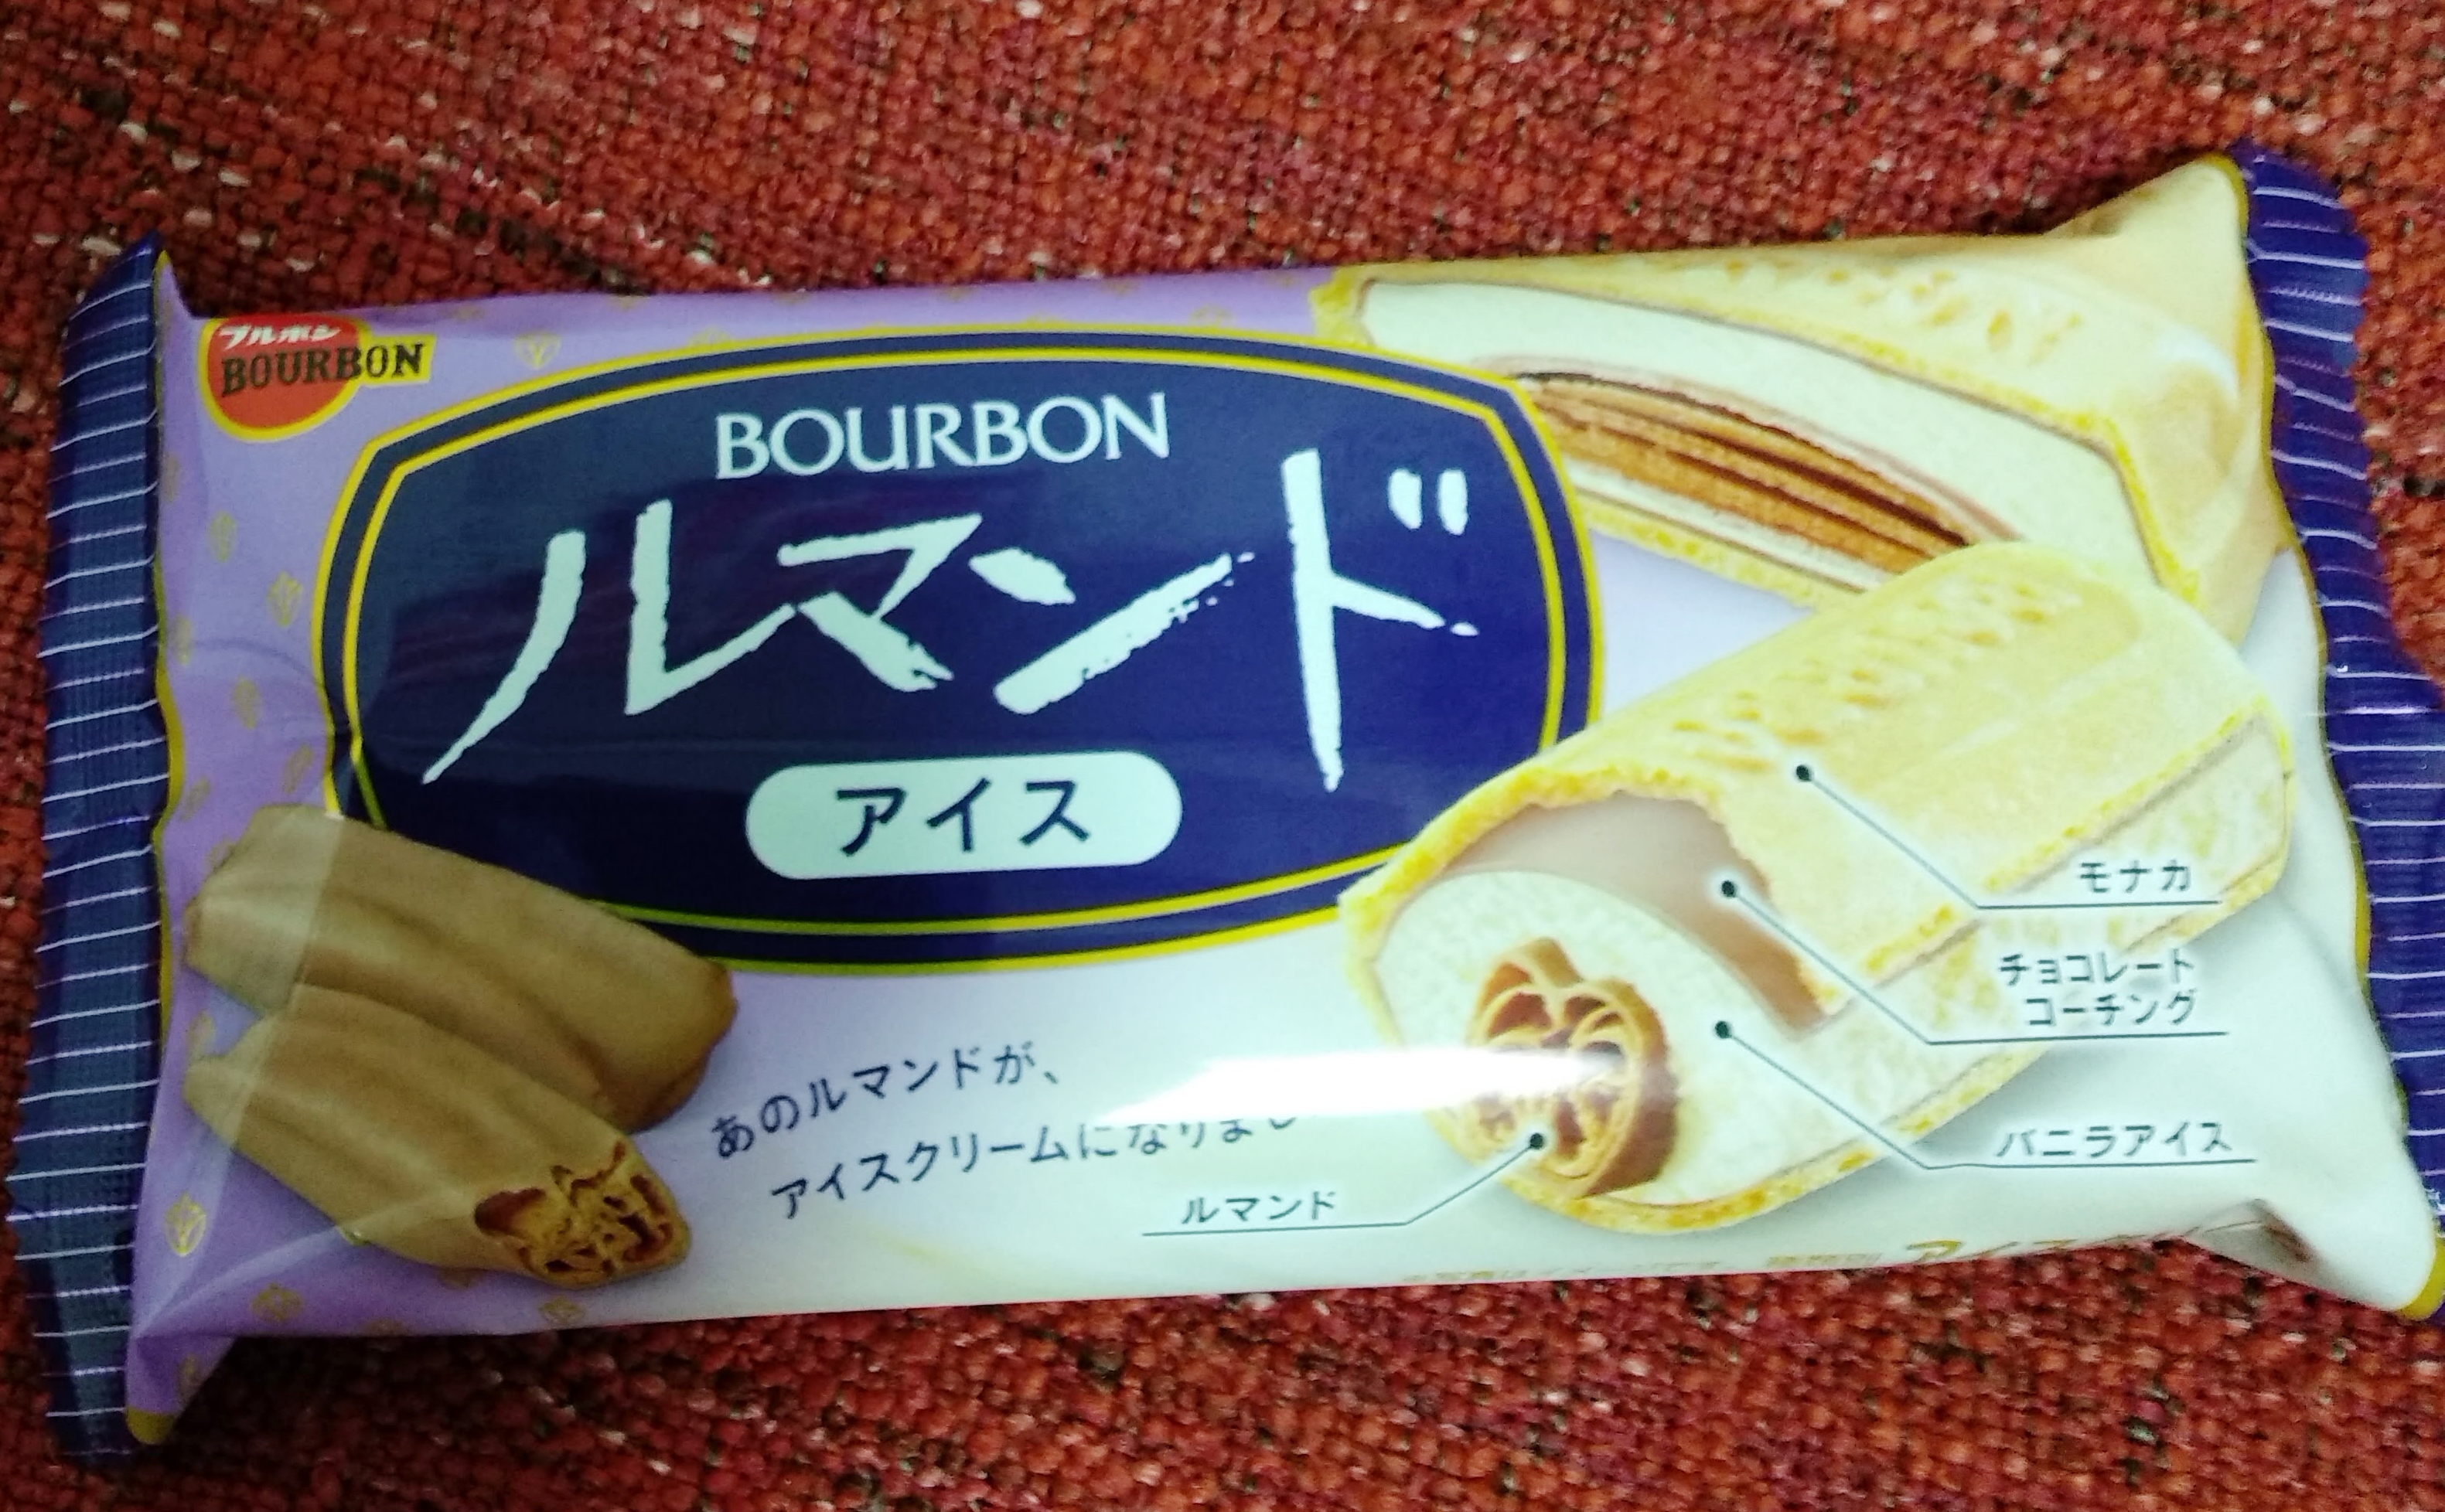 ブルボン
BOURBON
BOURBON
ルマンド
アイス
モナカ
チョコレート
コーチング
バニラアイス
あのルマンドが、
アイスクリームになりまし
ルマンド